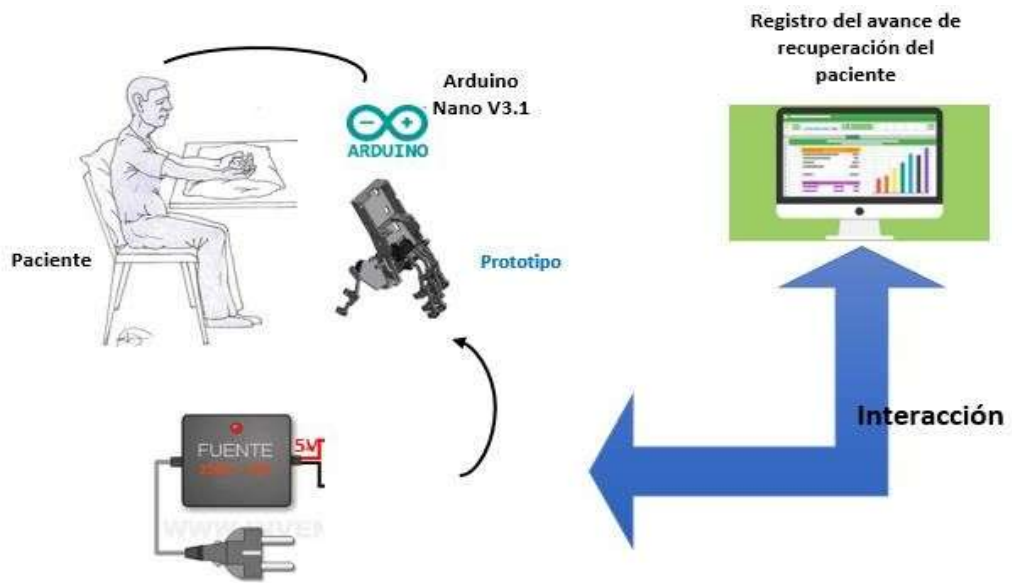 Registro del avance de
recuperación del
paciente
Arduino
Nano V3.1
ARDUINO
Paciente
Prototipo
Interacción
FUENTE
5V